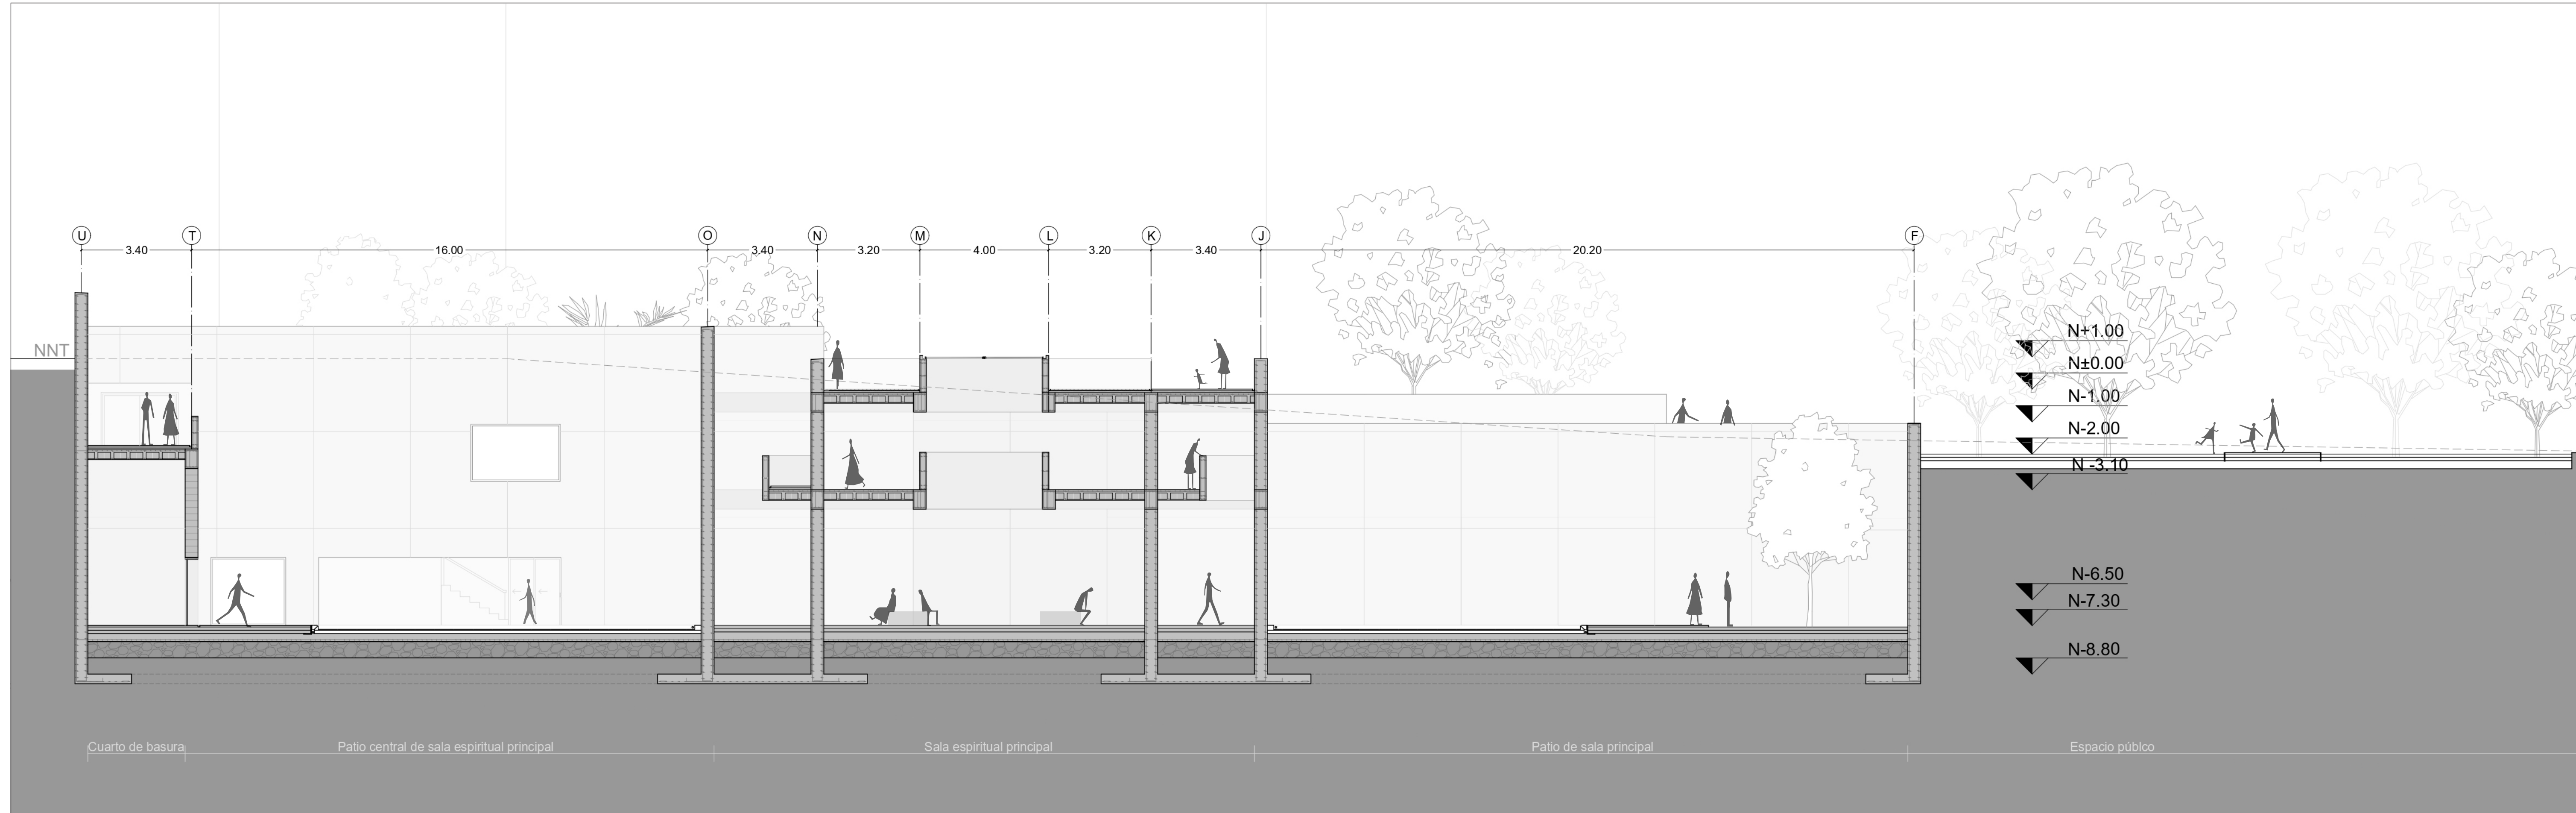 U T O N M L K J F
3.40 16.00 3.40 3.20 4.00 3.20 3.40 20.20
NNT
N+1.00
N±0.00
N-1.00
N-2.00
N -3.10
N-6.50
N-7.30
N-8.80
Cuarto de basura Patio central de sala espiritual principal Sala espiritual principal Patio de sala principal Espacio públco